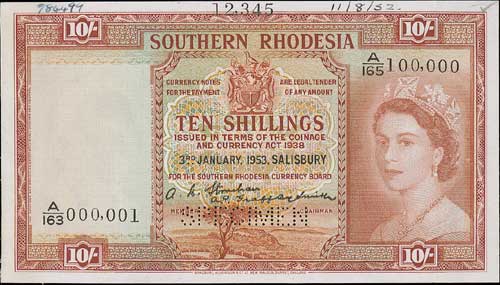 784497 12,345 11/8/52.
10/- SOUTHERN RHODESIA 10/-
A/165 100,000
CURRENCY NOTES ARE LEGAL TENDER
FOR THE PAYMENT OF ANY AMOUNT
TEN SHILLINGS
ISSUED IN TERMS OF THE COINAGE
AND CURRENCY ACT 1938
3RD JANUARY, 1953, SALISBURY
FOR THE SOUTHERN RHODESIA CURRENCY BOARD
A/163 000,001
SPECIMEN
10/- 10/-